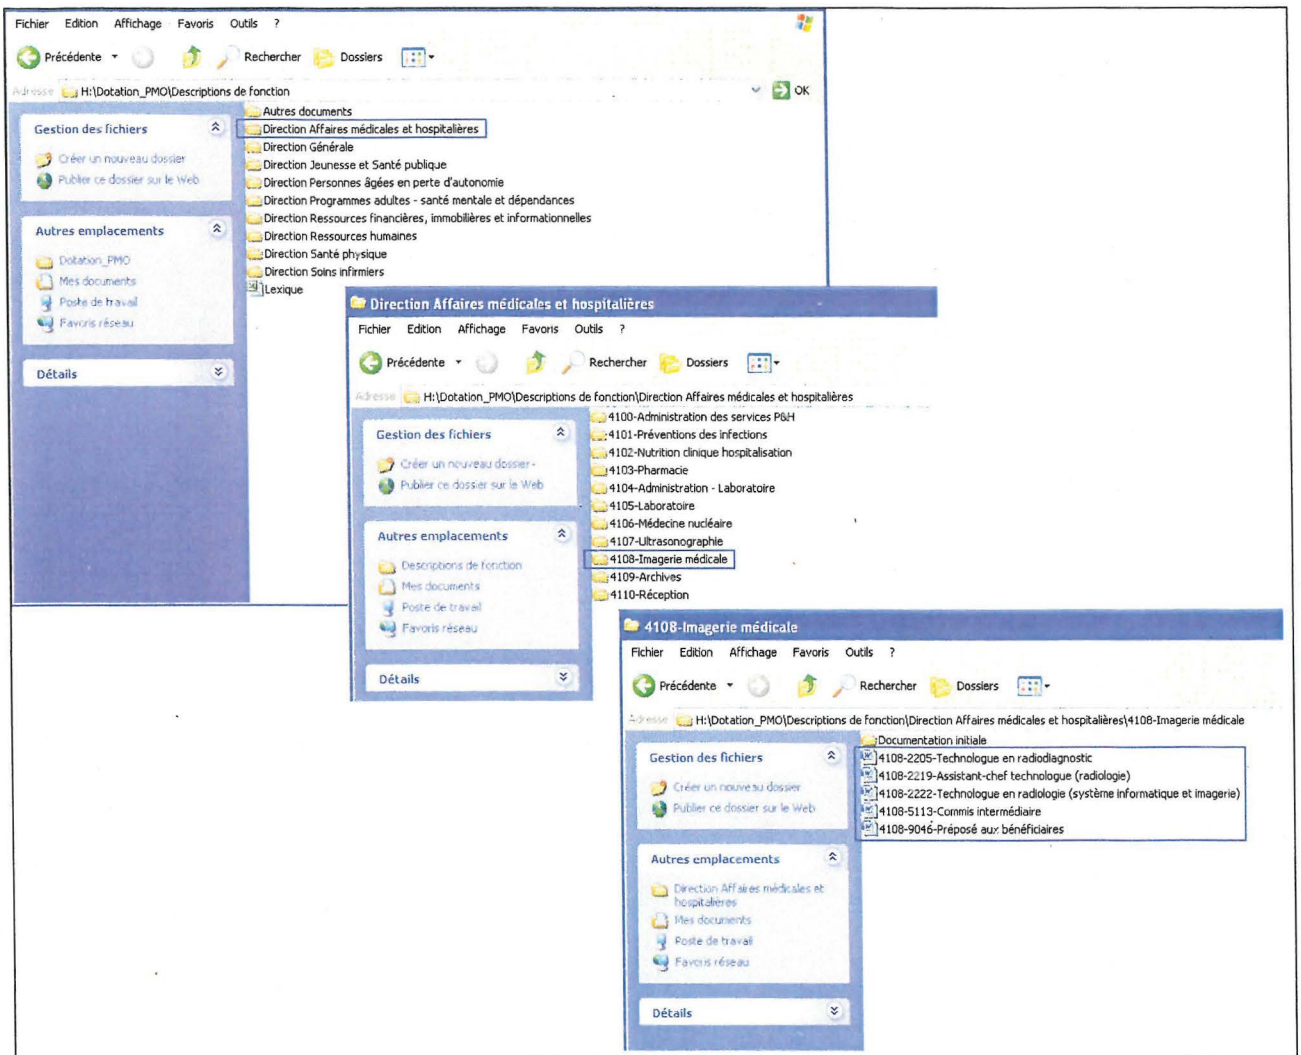 Fichier Edition Affichage Favoris Outils ?
Précédente Rechercher Dossiers
Adresse H:\Dotation_PMO\Descriptions de fonction OK
Gestion des fichiers
Créer un nouveau dossier
Publier ce dossier sur le Web
Autres emplacements
Dotation_PMO
Mes documents
Poste de travail
Favoris réseau
Détails
Autres documents
Direction Affaires médicales et hospitalières
Direction Générale
Direction Jeunesse et Santé publique
Direction Personnes âgées en perte d'autonomie
Direction Programmes adultes - santé mentale et dépendances
Direction Ressources financières, immobilières et informationnelles
Direction Ressources humaines
Direction Santé physique
Direction Soins infirmiers
Lexique
Direction Affaires médicales et hospitalières
Fichier Edition Affichage Favoris Outils ?
Précédente Rechercher Dossiers
Adresse H:\Dotation_PMO\Descriptions de fonction\Direction Affaires médicales et hospitalières
Gestion des fichiers
Créer un nouveau dossier
Publier ce dossier sur le Web
Autres emplacements
Descriptions de fonction
Mes documents
Poste de travail
Favoris réseau
Détails
4100-Administration des services P&H
4101-Préventions des infections
4102-Nutrition clinique hospitalisation
4103-Pharmacie
4104-Administration - Laboratoire
4105-Laboratoire
4106-Médecine nucléaire
4107-Ultrasonographie
4108-Imagerie médicale
4109-Archives
4110-Réception
4108-Imagerie médicale
Fichier Edition Affichage Favoris Outils ?
Précédente Rechercher Dossiers
Adresse H:\Dotation_PMO\Descriptions de fonction\Direction Affaires médicales et hospitalières\4108-Imagerie médicale
Gestion des fichiers
Créer un nouveau dossier
Publier ce dossier sur le Web
Autres emplacements
Direction Affaires médicales et
hospitalières
Mes documents
Poste de travail
Favoris réseau
Détails
Documentation initiale
4108-2205-Technologue en radiodiagnostic
4108-2219-Assistant-chef technologue (radiologie)
4108-2222-Technologue en radiologie (système informatique et imagerie)
4108-5113-Commis intermédiaire
4108-9046-Préposé aux bénéficiaires